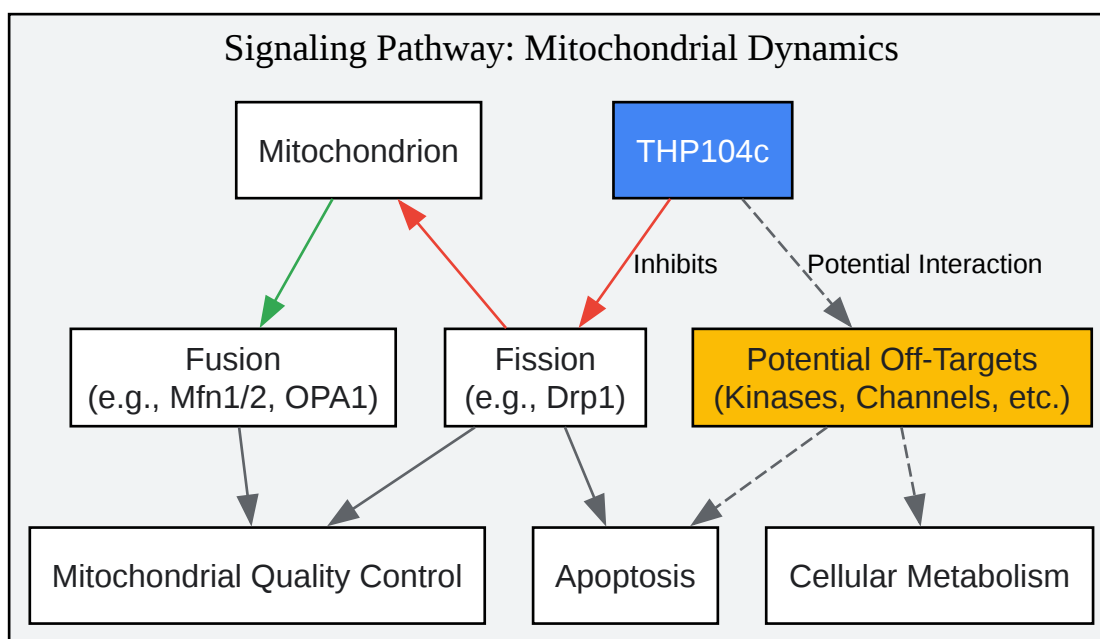 Signaling Pathway: Mitochondrial Dynamics
Mitochondrion
THP104c
Inhibits
Potential Interaction
Fusion
(e.g., Mfn1/2, OPA1)
Fission
(e.g., Drp1)
Potential Off-Targets
(Kinases, Channels, etc.)
Mitochondrial Quality Control
Apoptosis
Cellular Metabolism